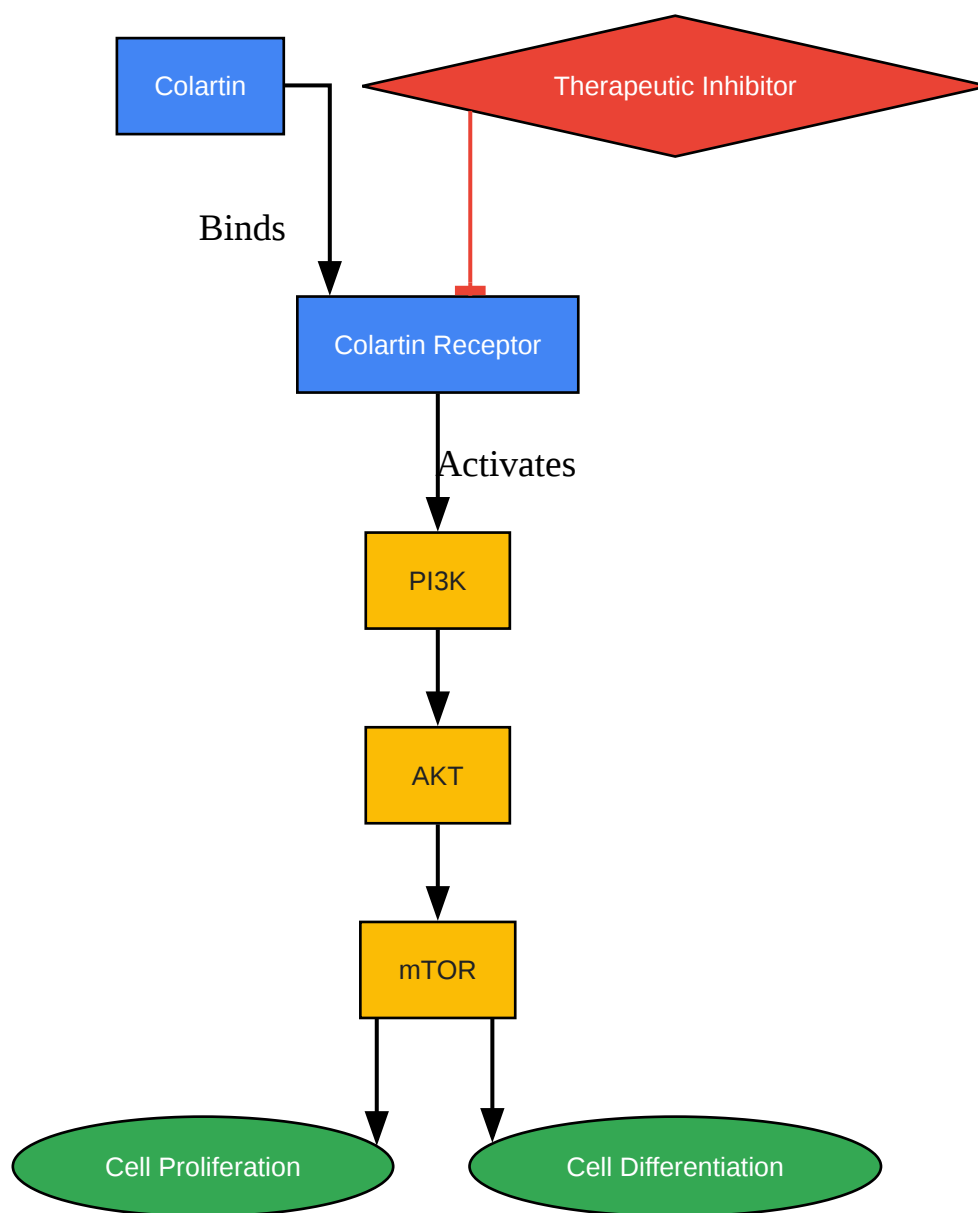 Colartin
Therapeutic Inhibitor
Binds
Colartin Receptor
Activates
PI3K
AKT
mTOR
Cell Proliferation
Cell Differentiation